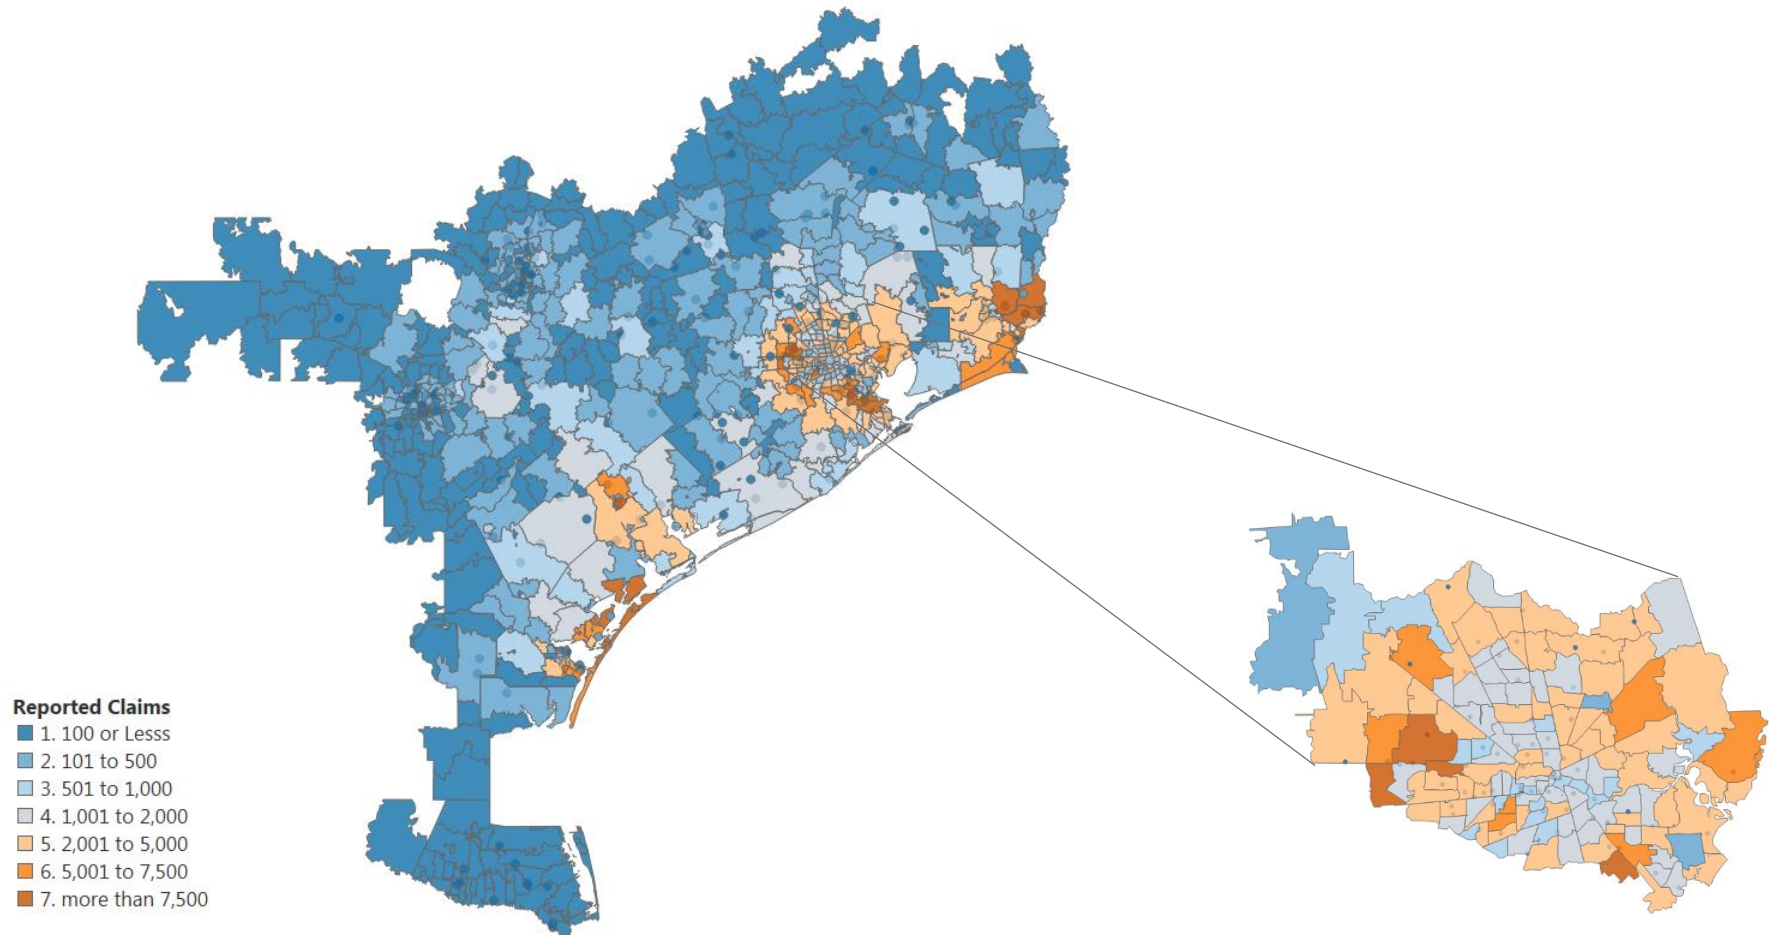 Reported Claims
1. 100 or Lesss
2. 101 to 500
3. 501 to 1,000
4. 1,001 to 2,000
5. 2,001 to 5,000
6. 5,001 to 7,500
7. more than 7,500